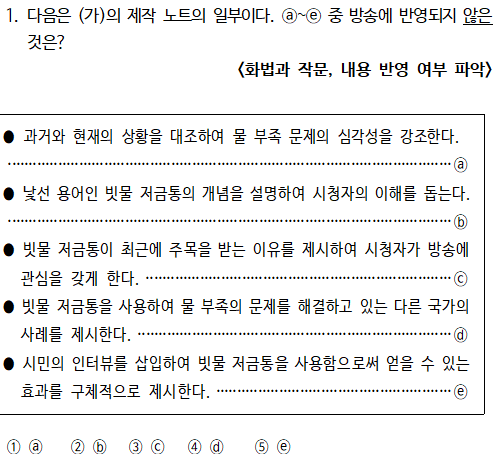 1. 다음은 (가)의 제작 노트의 일부이다. ⓐ~ⓔ 중 방송에 반영되지 않은
것은?
<화법과 작문, 내용 반영 여부 파악>
● 과거와 현재의 상황을 대조하여 물 부족 문제의 심각성을 강조한다.
ⓐ
● 낯선 용어인 빗물 저금통의 개념을 설명하여 시청자의 이해를 돕는다.
ⓑ
● 빗물 저금통이 최근에 주목을 받는 이유를 제시하여 시청자가 방송에
관심을 갖게 한다. ⓒ
● 빗물 저금통을 사용하여 물 부족의 문제를 해결하고 있는 다른 국가의
사례를 제시한다. ⓓ
● 시민의 인터뷰를 삽입하여 빗물 저금통을 사용함으로써 얻을 수 있는
효과를 구체적으로 제시한다. ⓔ
① ⓐ ② ⓑ ③ ⓒ ④ ⓓ ⑤ ⓔ